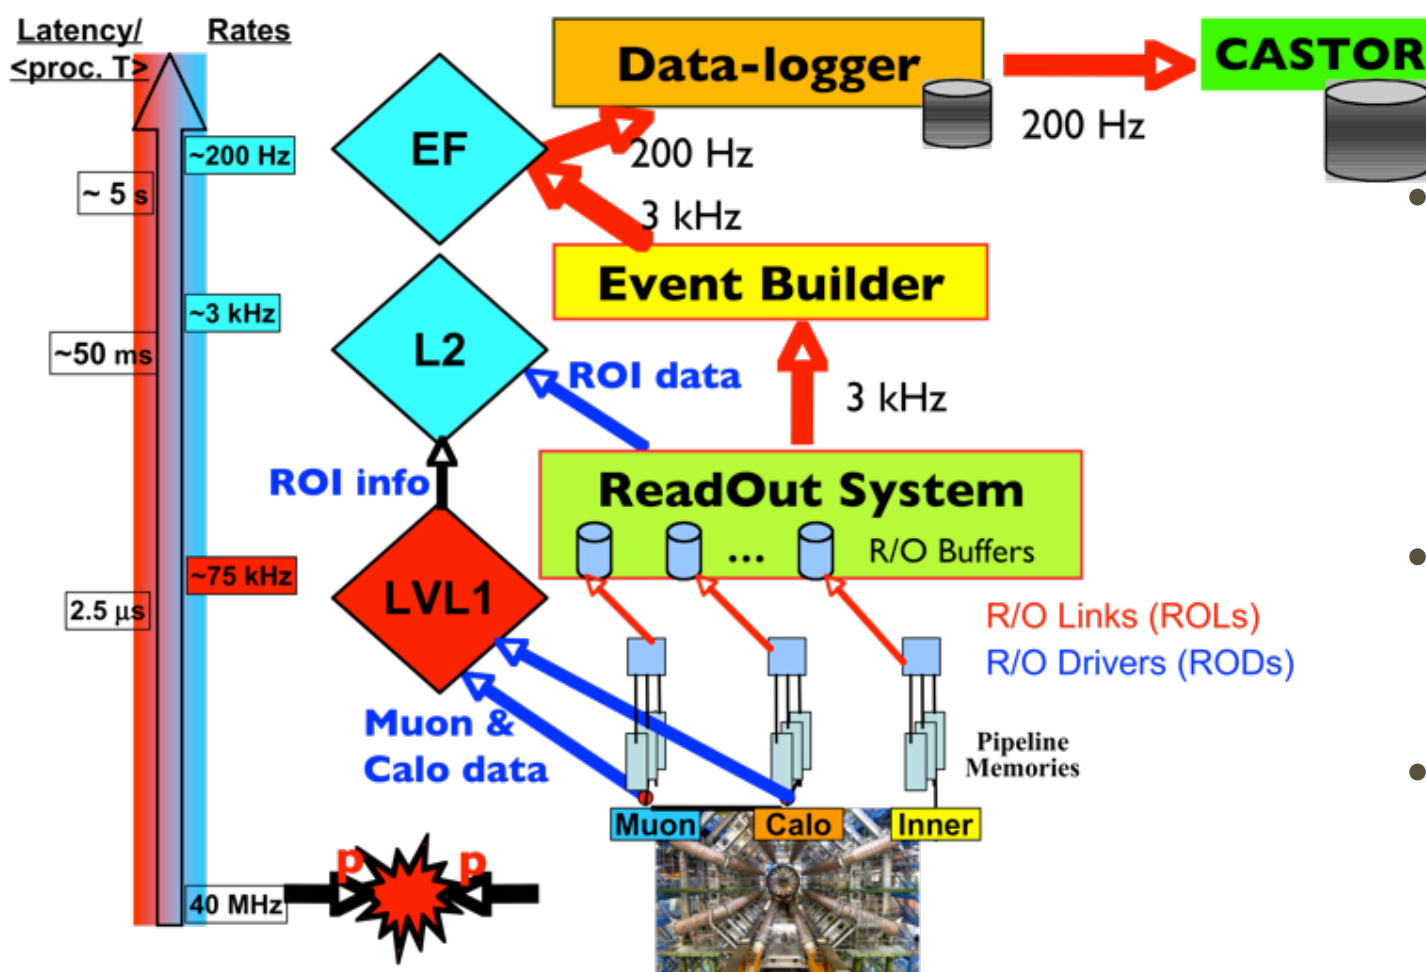 Latency/
<proc. T>
Rates
~200 Hz
~ 5 s
~3 kHz
~50 ms
~75 kHz
2.5 µs
40 MHz
EF
Data-logger
CASTOR
200 Hz
200 Hz
3 kHz
Event Builder
L2
ROI data
3 kHz
ROI info
ReadOut System
... R/O Buffers
LVL1
R/O Links (ROLs)
R/O Drivers (RODs)
Muon &
Calo data
Pipeline
Memories
Muon
Calo
Inner
p p